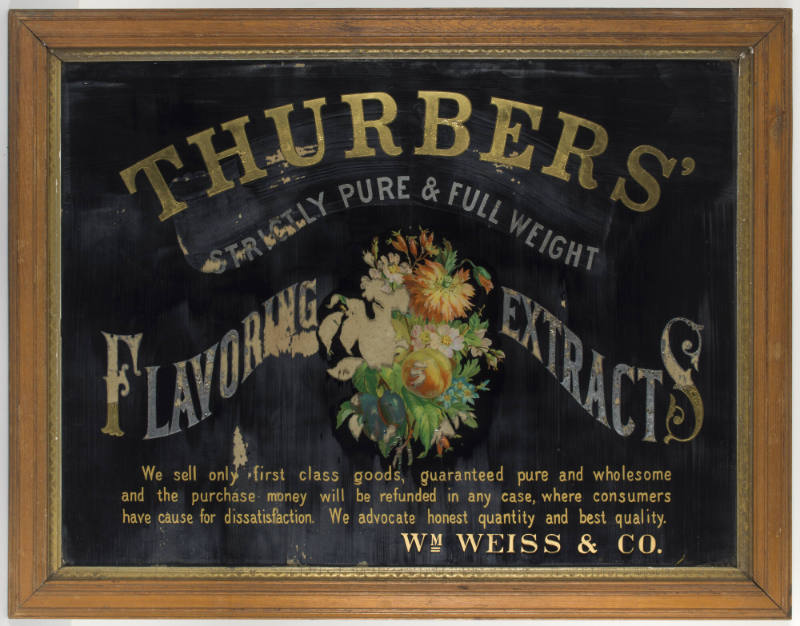 THURBERS'
STRICTLY PURE & FULL WEIGHT
FLAVORING EXTRACTS
We sell only first class goods, guaranteed pure and wholesome
and the purchase money will be refunded in any case, where consumers
have cause for dissatisfaction. We advocate honest quantity and best quality.
WM WEISS & CO.